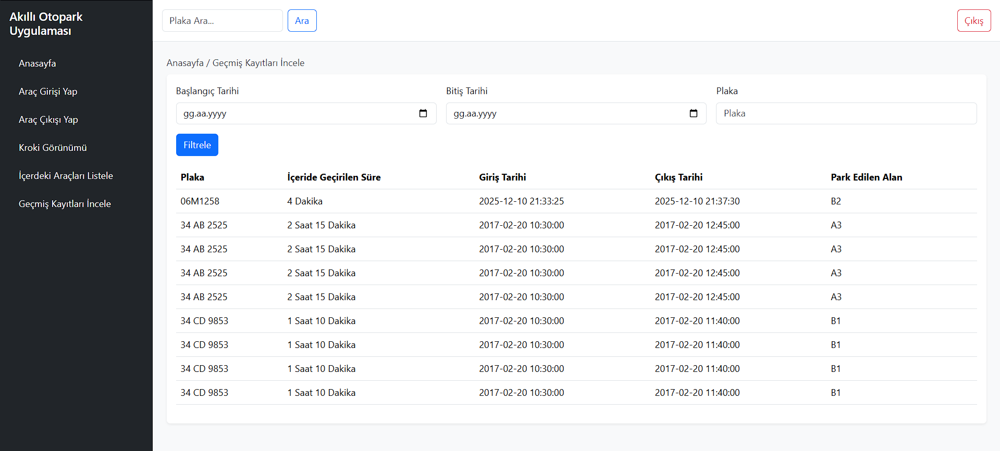 Akıllı Otopark
Uygulaması
Anasayfa
Araç Girişi Yap
Araç Çıkışı Yap
Kroki Görünümü
İçerdeki Araçları Listele
Geçmiş Kayıtları İncele
Plaka Ara... Ara Çıkış
Anasayfa / Geçmiş Kayıtları İncele
Başlangıç Tarihi Bitiş Tarihi Plaka
gg.aa.yyyy gg.aa.yyyy Plaka
Filtrele
Plaka İçeride Geçirilen Süre Giriş Tarihi Çıkış Tarihi Park Edilen Alan
06M1258 4 Dakika 2025-12-10 21:33:25 2025-12-10 21:37:30 B2
34 AB 2525 2 Saat 15 Dakika 2017-02-20 10:30:00 2017-02-20 12:45:00 A3
34 AB 2525 2 Saat 15 Dakika 2017-02-20 10:30:00 2017-02-20 12:45:00 A3
34 AB 2525 2 Saat 15 Dakika 2017-02-20 10:30:00 2017-02-20 12:45:00 A3
34 AB 2525 2 Saat 15 Dakika 2017-02-20 10:30:00 2017-02-20 12:45:00 A3
34 CD 9853 1 Saat 10 Dakika 2017-02-20 10:30:00 2017-02-20 11:40:00 B1
34 CD 9853 1 Saat 10 Dakika 2017-02-20 10:30:00 2017-02-20 11:40:00 B1
34 CD 9853 1 Saat 10 Dakika 2017-02-20 10:30:00 2017-02-20 11:40:00 B1
34 CD 9853 1 Saat 10 Dakika 2017-02-20 10:30:00 2017-02-20 11:40:00 B1